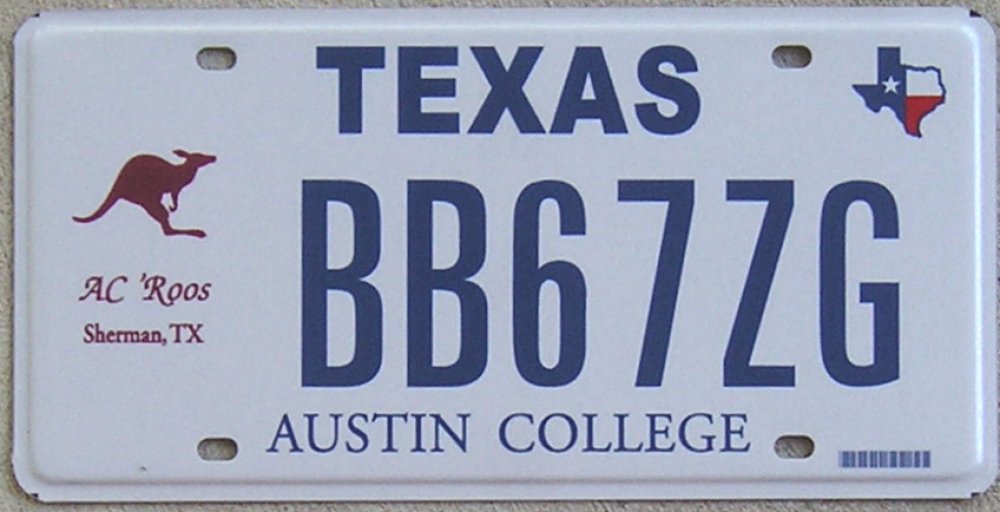 TEXAS
BB67ZG
AC 'Roos
Sherman, TX
AUSTIN COLLEGE